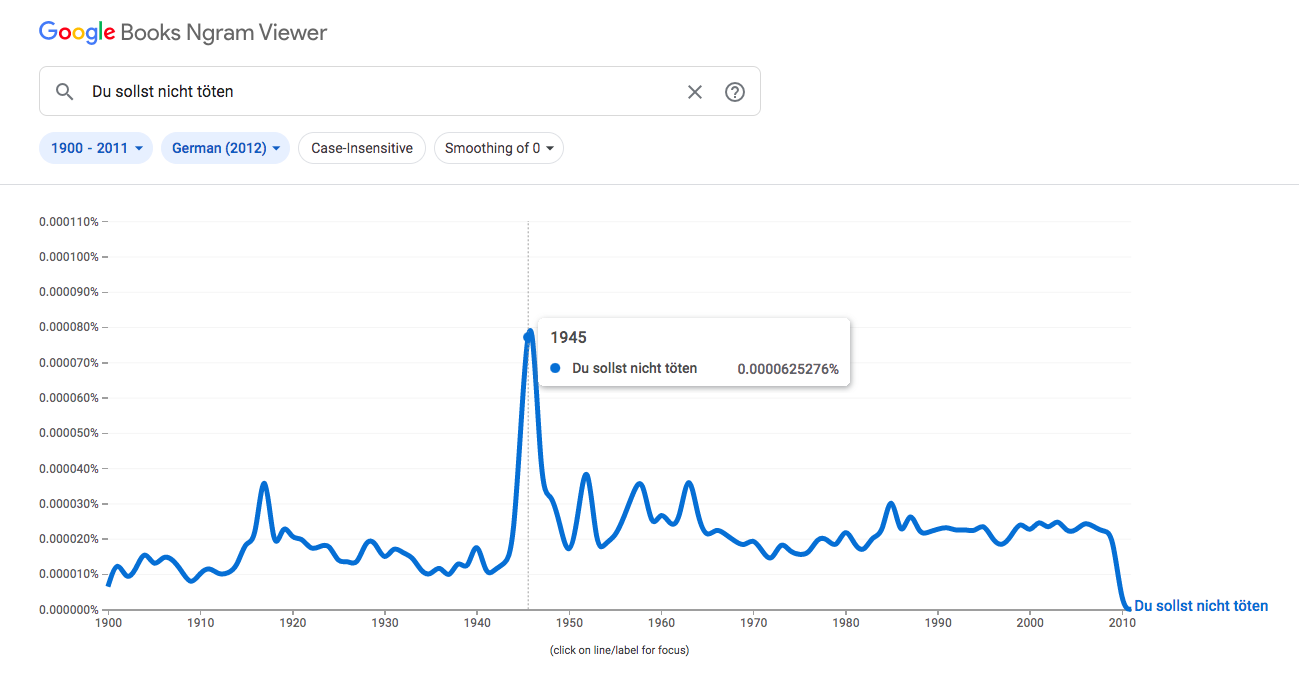 Google Books Ngram Viewer
Du sollst nicht töten
1900 - 2011 German (2012) Case-Insensitive Smoothing of 0
0.000110%
0.000100%
0.000090%
0.000080%
0.000070%
0.000060%
0.000050%
0.000040%
0.000030%
0.000020%
0.000010%
0.000000%
1945
Du sollst nicht töten 0.0000625276%
Du sollst nicht töten
1900 1910 1920 1930 1940 1950 1960 1970 1980 1990 2000 2010
(click on line/label for focus)